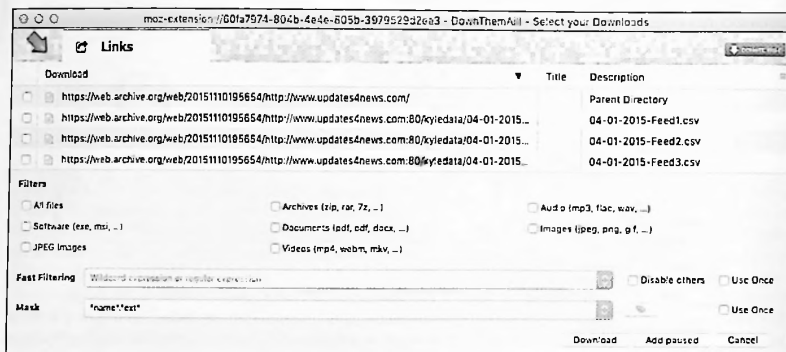 moz-extension://60fa7974-804b-4e4e-805b-3979529d2ea3 - DownThemAll! - Select your Downloads
Links
Download Title Description
https://web.archive.org/web/20151110195654/http://www.updates4news.com/ Parent Directory
https://web.archive.org/web/20151110195654/http://www.updates4news.com:80/kyledata/04-01-2015... 04-01-2015-Feed1.csv
https://web.archive.org/web/20151110195654/http://www.updates4news.com:80/kyledata/04-01-2015... 04-01-2015-Feed2.csv
https://web.archive.org/web/20151110195654/http://www.updates4news.com:80/kyledata/04-01-2015... 04-01-2015-Feed3.csv
Filters
All files Archives (zip, rar, 7z, ...) Audio (mp3, flac, wav, ...)
Software (exe, msi, ...) Documents (pdf, odf, docx, ...) Images (jpeg, png, gif, ...)
JPEG Images Videos (mp4, webm, mkv, ...)
Fast Filtering Wildcard expression or regular expression Disable others Use Once
Mask *name*.*ext* Use Once
Download Add paused Cancel